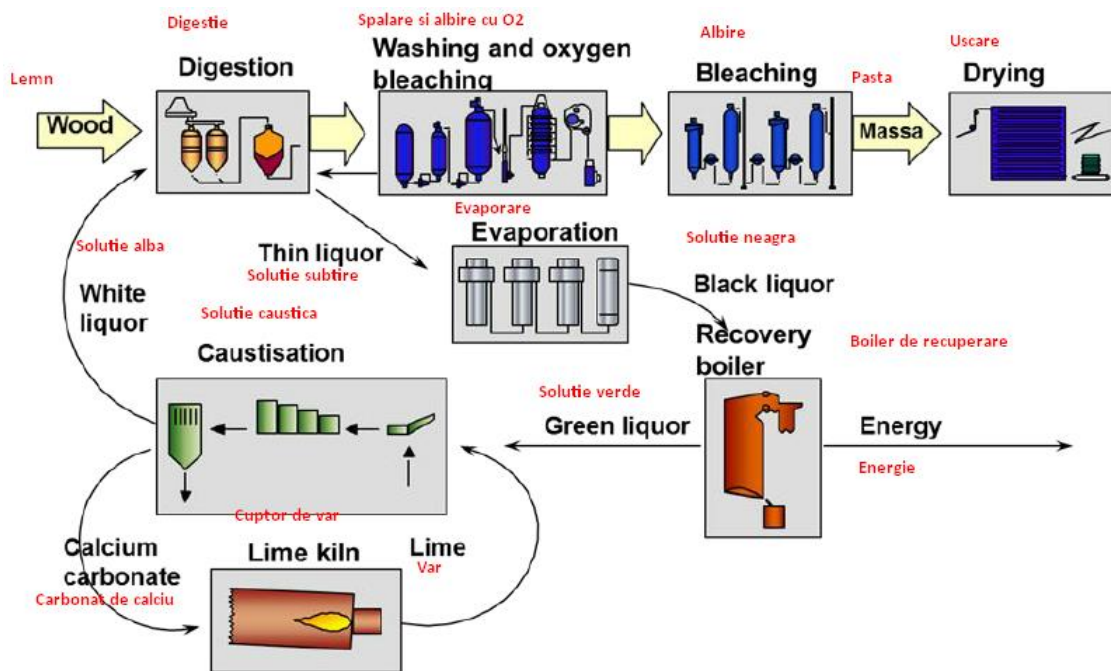 Digestie
Spalare si albire cu O2
Albire
Uscare
Lemn
Digestion
Washing and oxygen
bleaching
Bleaching
Pasta
Drying
Wood
Massa
Evaporare
Evaporation
Solutie alba
Thin liquor
Solutie subtire
Solutie neagra
Black liquor
White
liquor
Solutie caustica
Caustisation
Recovery
boiler
Boiler de recuperare
Solutie verde
Green liquor
Energy
Energie
Cuptor de var
Calcium
carbonate
Carbonat de calciu
Lime kiln
Lime
Var